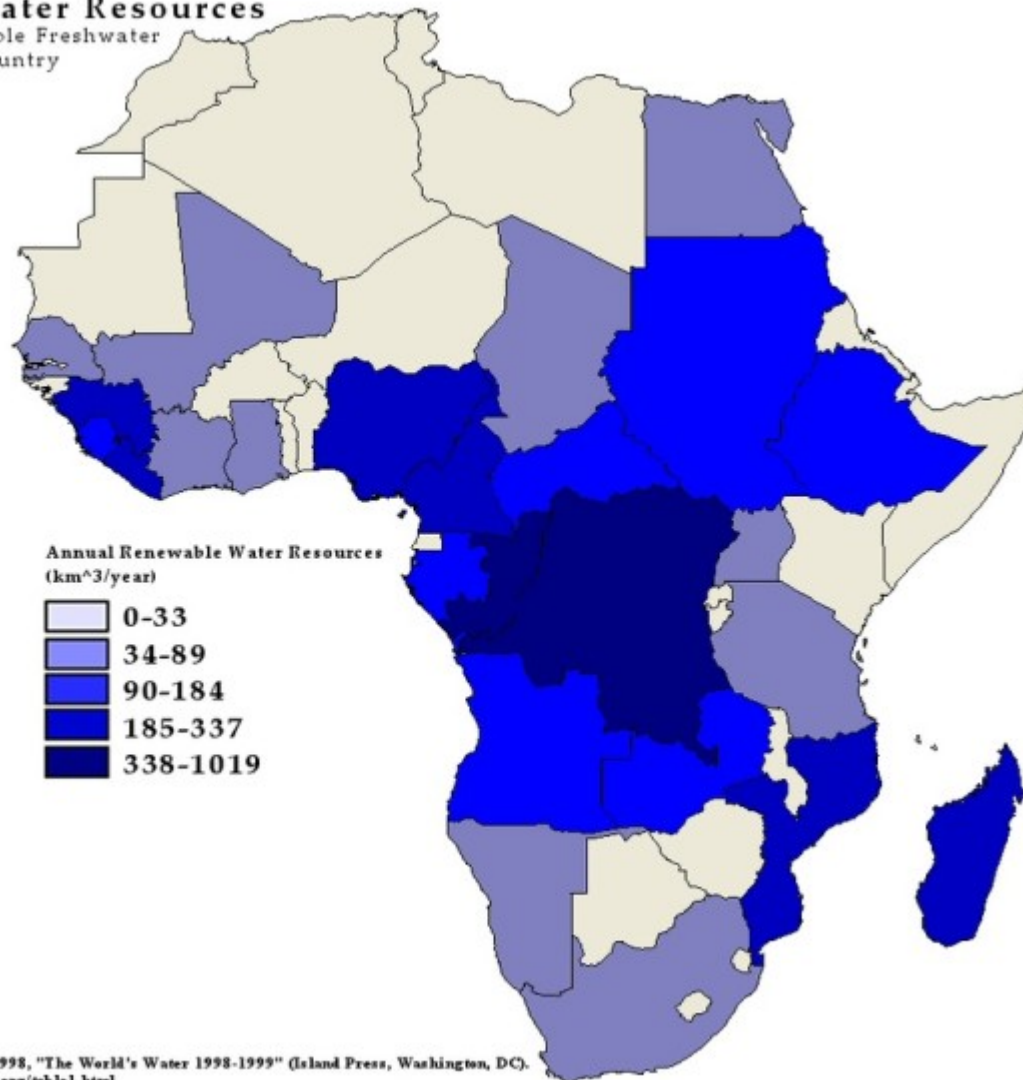 ater Resources
ole Freshwater
untry
Annual Renewable Water Resources
(km^3/year)
0-33
34-89
90-184
185-337
338-1019
998, "The World's Water 1998-1999" (Island Press, Washington, DC).